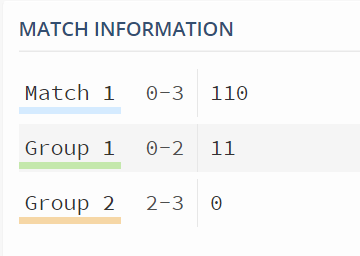 MATCH INFORMATION
Match 1 0-3 110
Group 1 0-2 11
Group 2 2-3 0